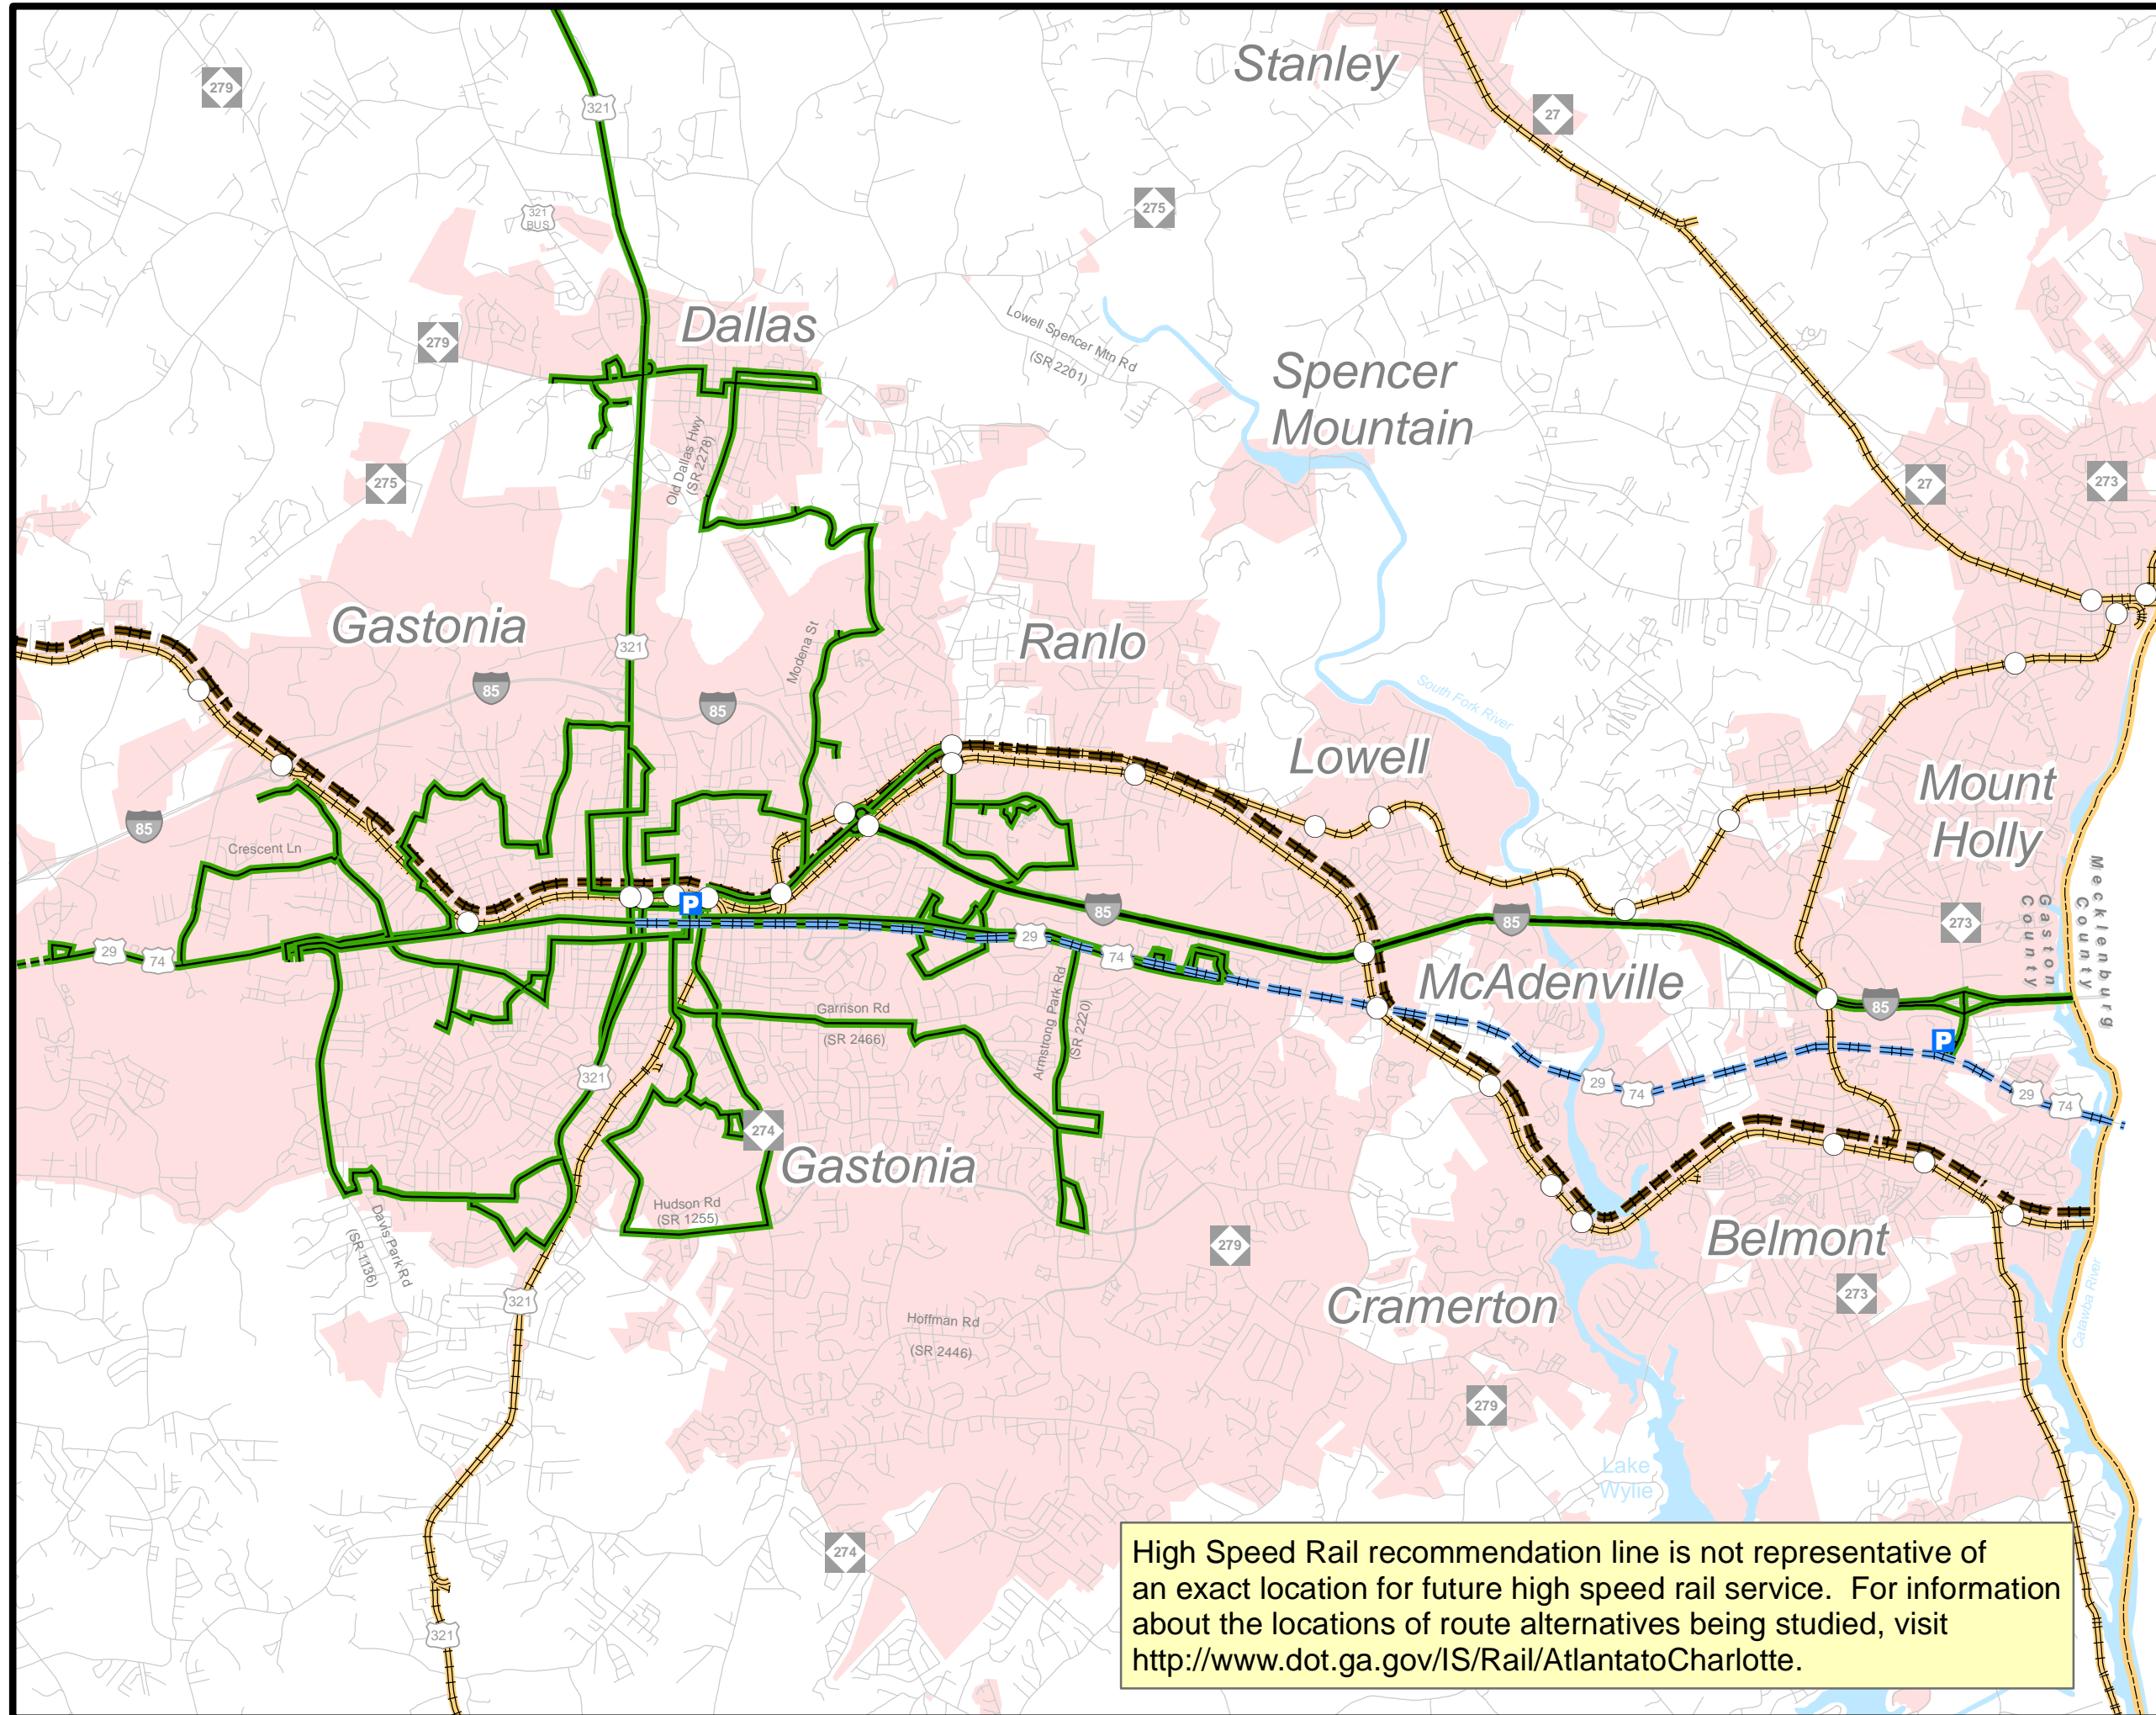 Stanley
279
321
27
275
321
BUS
Dallas
279
Lowell Spencer Mtn Rd
(SR 2201)
Spencer
Mountain
Old Dallas Hwy
(SR 2278)
275
27
273
Gastonia
321
Modena St
Ranlo
85
85
South Fork River
Lowell
Mount
Holly
85
Crescent Ln
P
85
85
Mecklenburg
County
Gaston
County
273
29
74
29
74
McAdenville
Garrison Rd
(SR 2466)
Armstrong Park Rd
(SR 2220)
85
P
321
29
74
29
74
274
Gastonia
Hudson Rd
(SR 1255)
Davis Park Rd
(SR 1136)
279
Belmont
273
Catawba River
321
Cramerton
Hoffman Rd
(SR 2446)
279
Lake
Wylie
274
321
High Speed Rail recommendation line is not representative of
an exact location for future high speed rail service.  For information
about the locations of route alternatives being studied, visit
http://www.dot.ga.gov/IS/Rail/AtlantatoCharlotte.